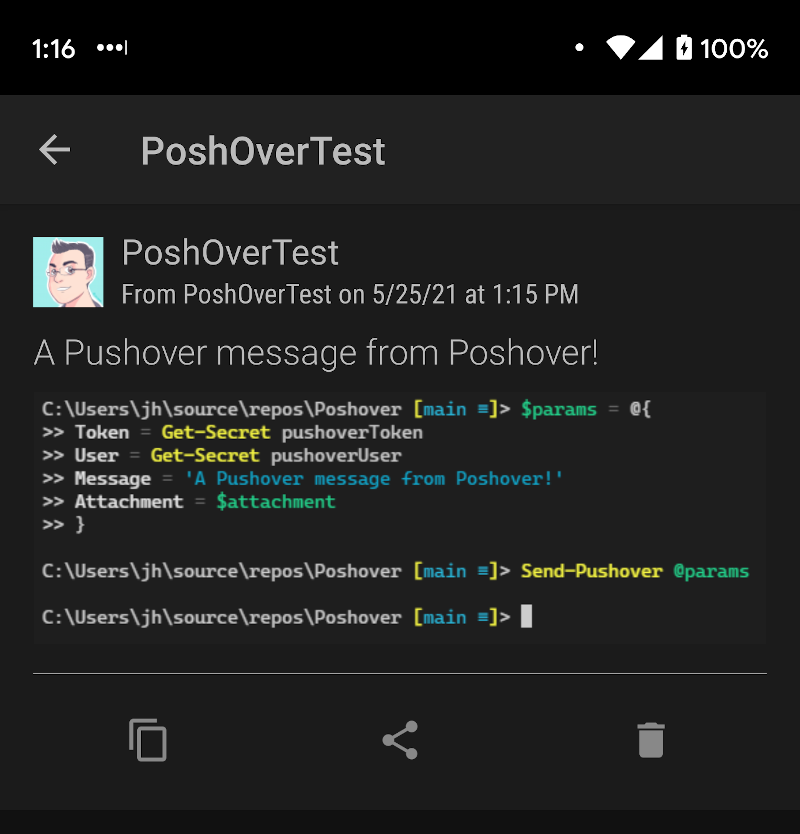 1:16 100%
PoshOverTest
PoshOverTest
From PoshOverTest on 5/25/21 at 1:15 PM
A Pushover message from Poshover!
C:\Users\jh\source\repos\Poshover [main ≡]> $params = @{
>> Token = Get-Secret pushoverToken
>> User = Get-Secret pushoverUser
>> Message = 'A Pushover message from Poshover!'
>> Attachment = $attachment
>> }
C:\Users\jh\source\repos\Poshover [main ≡]> Send-Pushover @params
C:\Users\jh\source\repos\Poshover [main ≡]>